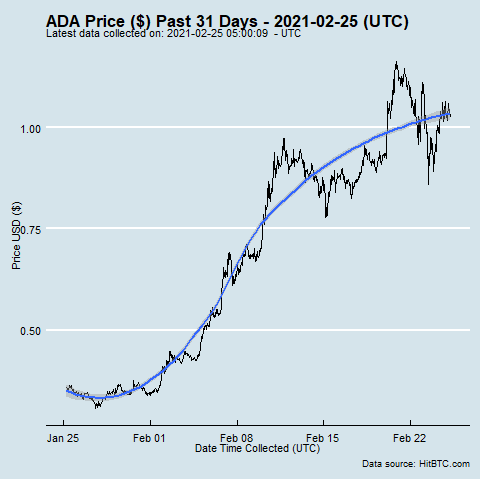 ADA Price ($) Past 31 Days - 2021-02-25 (UTC)
Latest data collected on: 2021-02-25 05:00:09 - UTC
1.00
0.75
0.50
Price USD ($)
Jan 25
Feb 01
Feb 08
Feb 15
Feb 22
Date Time Collected (UTC)
Data source: HitBTC.com